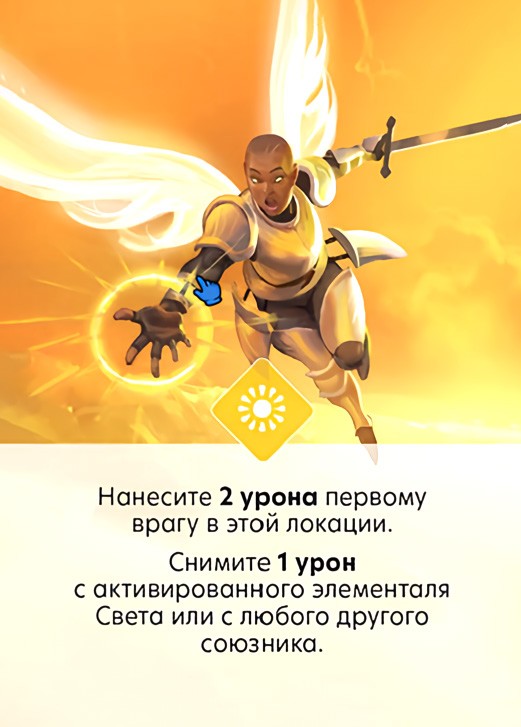 Нанесите 2 урона первому
врагу в этой локации.
Снимите 1 урон
с активированного элементаля
Света или с любого другого
союзника.